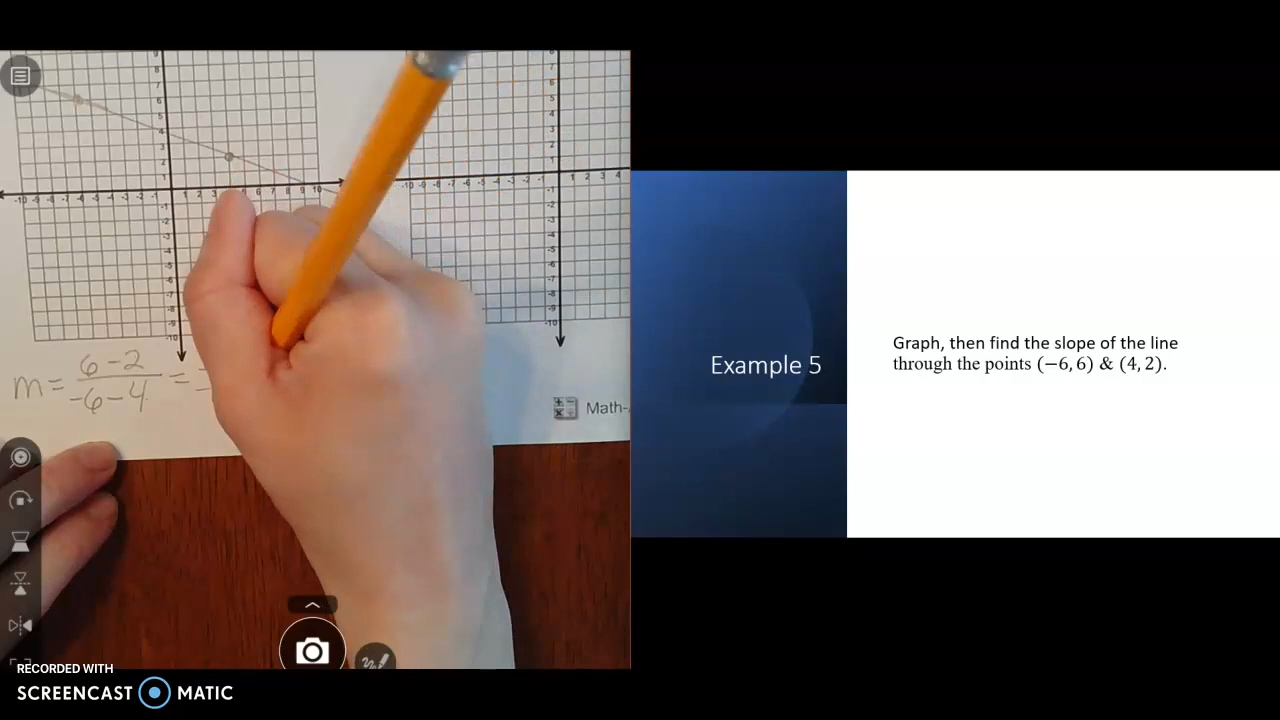 m = 6 - 2 / -6 - 4 =
Math-
Example 5
Graph, then find the slope of the line
through the points (−6, 6) & (4, 2).
RECORDED WITH
SCREENCAST MATIC